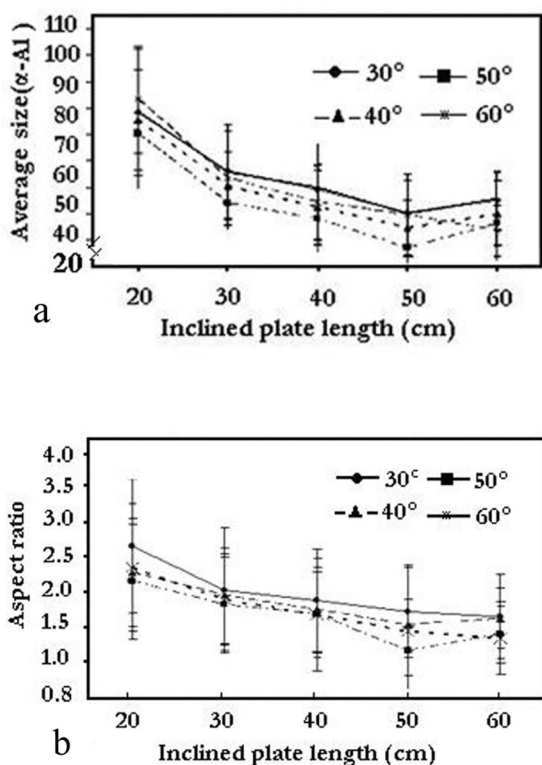 110
100
90
80
70
60
50
40
20
Average size(α-Al
30° 50°
40° 60°
20 30 40 50 60
Inclined plate length (cm)
a
4.0
3.5
3.0
2.5
2.0
1.5
1.0
0.8
Aspect ratio
30c 50°
40° 60°
20 30 40 50 60
Inclined plate length (cm)
b